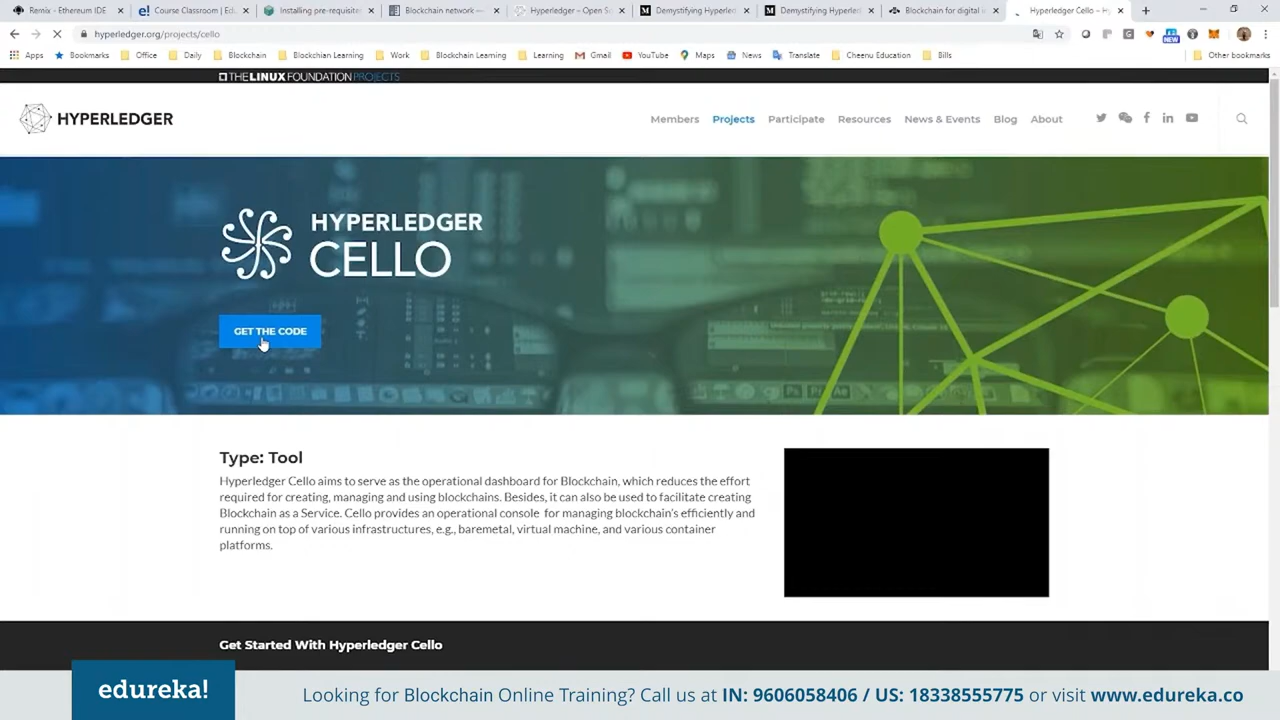 Remix - Ethereum IDE
Course Classroom | Ed
Installing pre-requisite
Blockchain network —
Hyperledger – Open S
Demystifying Hyperled
Demystifying Hyperled
Blockchain for digital i
Hyperledger Cello – H
hyperledger.org/projects/cello
Apps
Bookmarks
Office
Daily
Blockchain
Blockchian Learning
Work
Blockchain Learning
Learning
Gmail
YouTube
Maps
News
Translate
Cheenu Education
Bills
Other bookmarks
NEW
THE LINUX FOUNDATION PROJECTS
HYPERLEDGER
Members
Projects
Participate
Resources
News & Events
Blog
About
HYPERLEDGER
CELLO
GET THE CODE
Type: Tool
Hyperledger Cello aims to serve as the operational dashboard for Blockchain, which reduces the effort
required for creating, managing and using blockchains. Besides, it can also be used to facilitate creating
Blockchain as a Service. Cello provides an operational console for managing blockchain's efficiently and
running on top of various infrastructures, e.g., baremetal, virtual machine, and various container
platforms.
Get Started With Hyperledger Cello
edureka!
Looking for Blockchain Online Training? Call us at IN: 9606058406 / US: 18338555775 or visit www.edureka.co